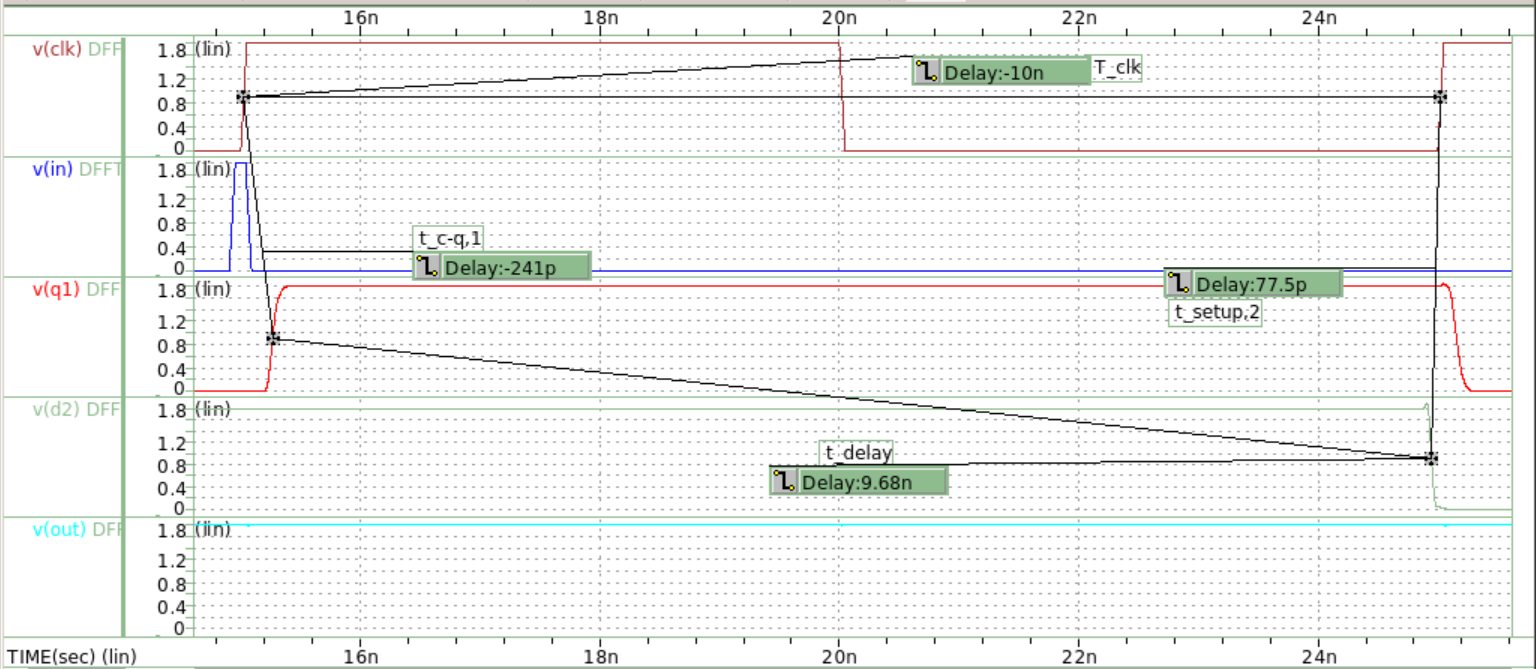 16n 18n 20n 22n 24n
v(clk) DFF 1.8 (lin)
1.2
0.8
0.4
0
Delay:-10n T_clk
v(in) DFFT 1.8 (lin)
1.2
0.8
0.4
0
t_c-q,1
Delay:-241p
v(q1) DFF 1.8 (lin)
1.2
0.8
0.4
0
Delay:77.5p
t_setup,2
v(d2) DFF 1.8 (lin)
1.2
0.8
0.4
0
t_delay
Delay:9.68n
v(out) DFF 1.8 (lin)
1.2
0.8
0.4
0
TIME(sec) (lin) 16n 18n 20n 22n 24n